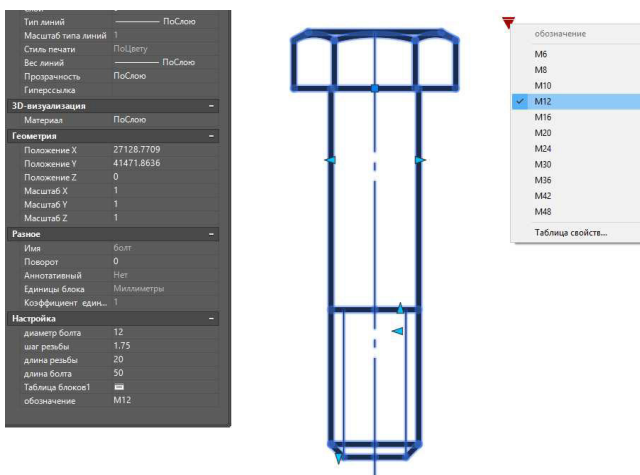 Тип линий ПоСлою
Масштаб типа линий 1
Стиль печати ПоЦвету
Вес линий ПоСлою
Прозрачность ПоСлою
Гиперссылка
3D-визуализация
Материал ПоСлою
Геометрия
Положение X 27128.7709
Положение Y 41471.8636
Положение Z 0
Масштаб X 1
Масштаб Y 1
Масштаб Z 1
Разное
Имя болт
Поворот 0
Аннотативный Нет
Единицы блока Миллиметры
Коэффициент един... 1
Настройка
диаметр болта 12
шаг резьбы 1.75
длина резьбы 20
длина болта 50
Таблица блоков1
обозначение M12
обозначение
M6
M8
M10
M12
M16
M20
M24
M30
M36
M42
M48
Таблица свойств...